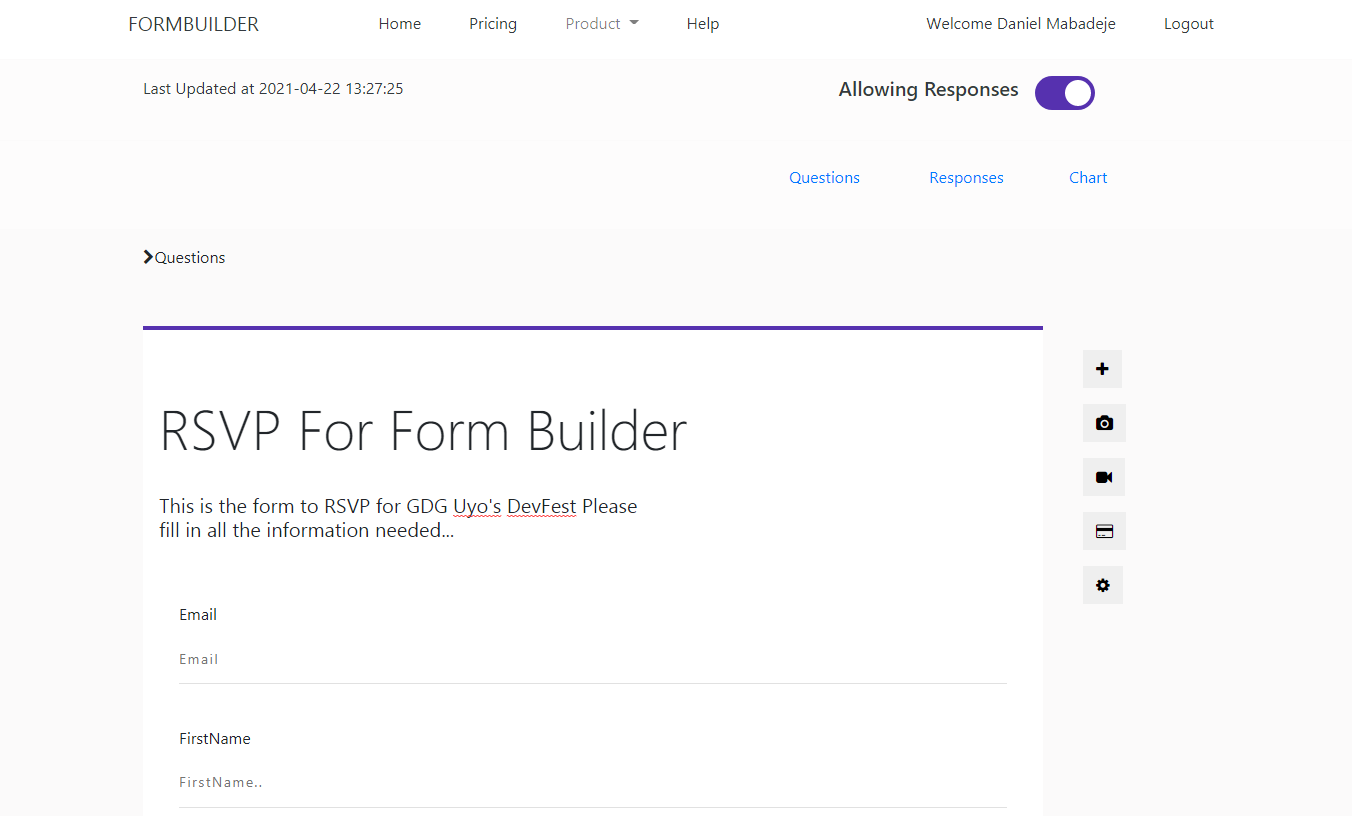 FORMBUILDER Home Pricing Product Help Welcome Daniel Mabadeje Logout
Last Updated at 2021-04-22 13:27:25 Allowing Responses
Questions Responses Chart
Questions
RSVP For Form Builder
This is the form to RSVP for GDG Uyo's DevFest Please
fill in all the information needed...
Email
Email
FirstName
FirstName..